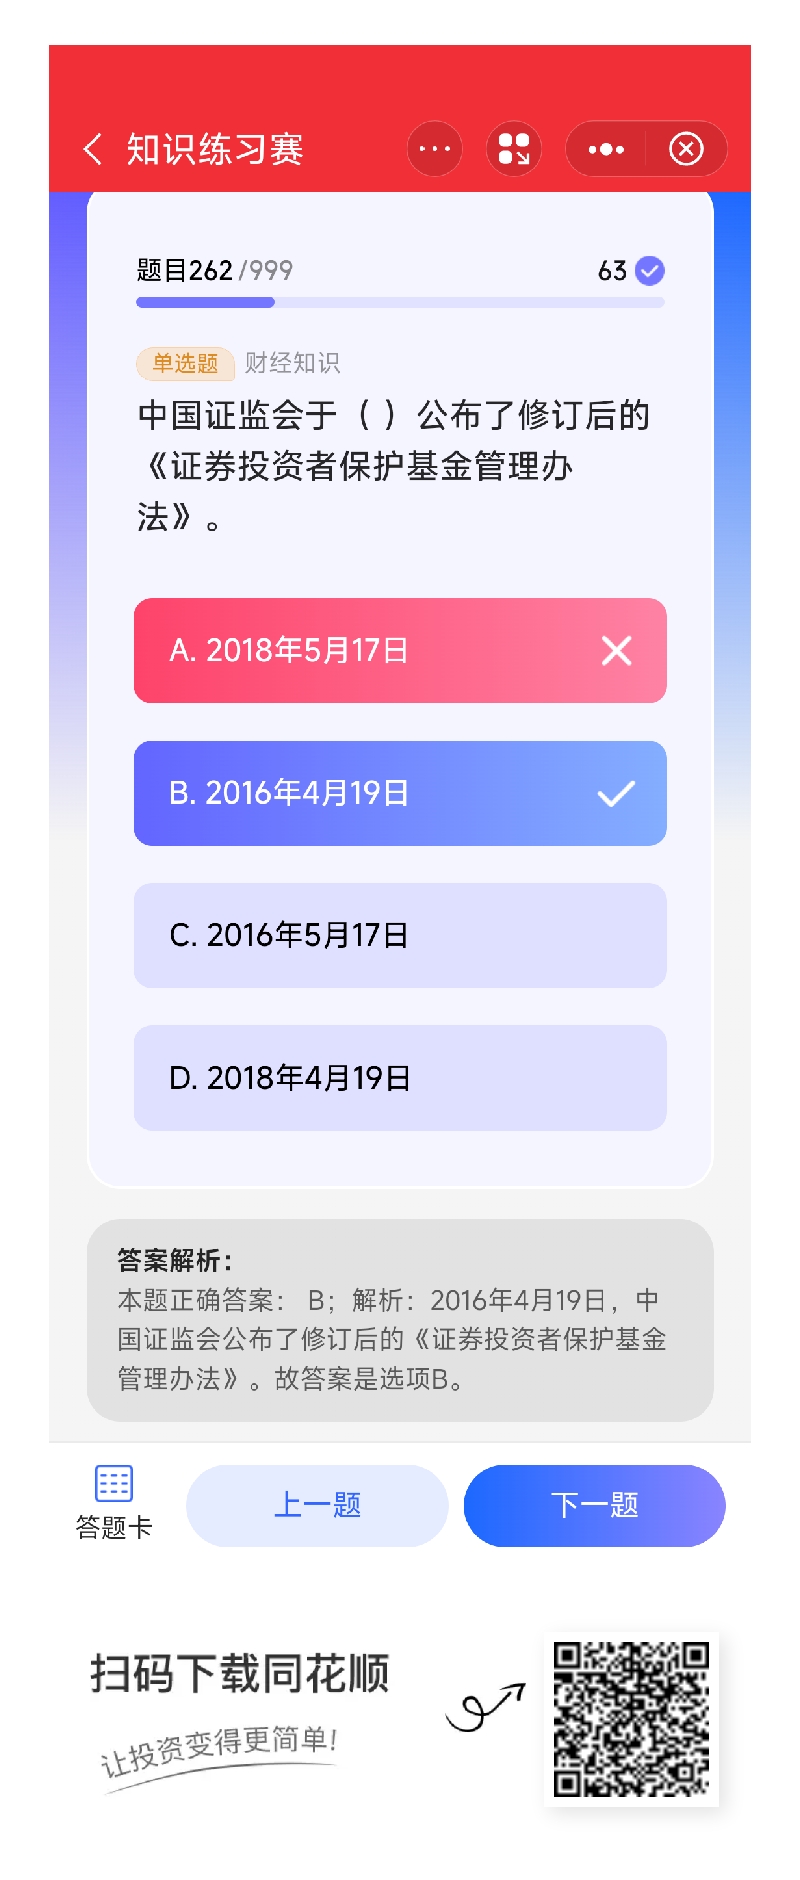 知识练习赛
题目262/999
63
单选题 财经知识
中国证监会于（ ）公布了修订后的
《证券投资者保护基金管理办
法》。
A. 2018年5月17日
B. 2016年4月19日
C. 2016年5月17日
D. 2018年4月19日
答案解析：
本题正确答案： B；解析：2016年4月19日，中
国证监会公布了修订后的《证券投资者保护基金
管理办法》。故答案是选项B。
答题卡
上一题
下一题
扫码下载同花顺
让投资变得更简单!